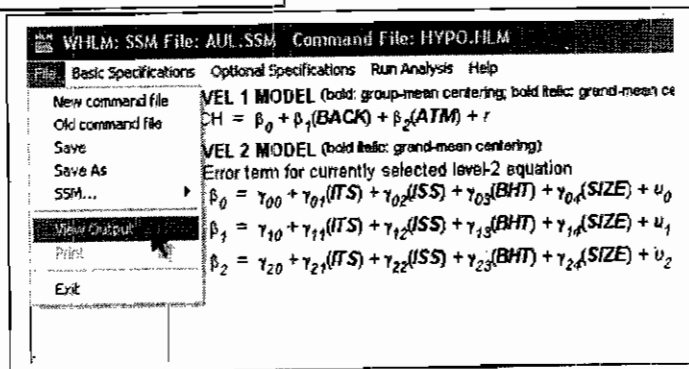 WHLM: SSM File: AUL.SSM Command File: HYPO.HLM
File Basic Specifications Optional Specifications Run Analysis Help
New command file
Old command file
Save
Save As
SSM...
View Output
Print
Exit
VEL 1 MODEL (bold: group-mean centering; bold italic: grand-mean ce
CH = β0 + β1(BACK) + β2(ATM) + r
VEL 2 MODEL (bold italic: grand-mean centering)
Error term for currently selected level-2 equation
β0 = γ00 + γ01(ITS) + γ02(ISS) + γ03(BHT) + γ04(SIZE) + u0
β1 = γ10 + γ11(ITS) + γ12(ISS) + γ13(BHT) + γ14(SIZE) + u1
β2 = γ20 + γ21(ITS) + γ22(ISS) + γ23(BHT) + γ24(SIZE) + u2